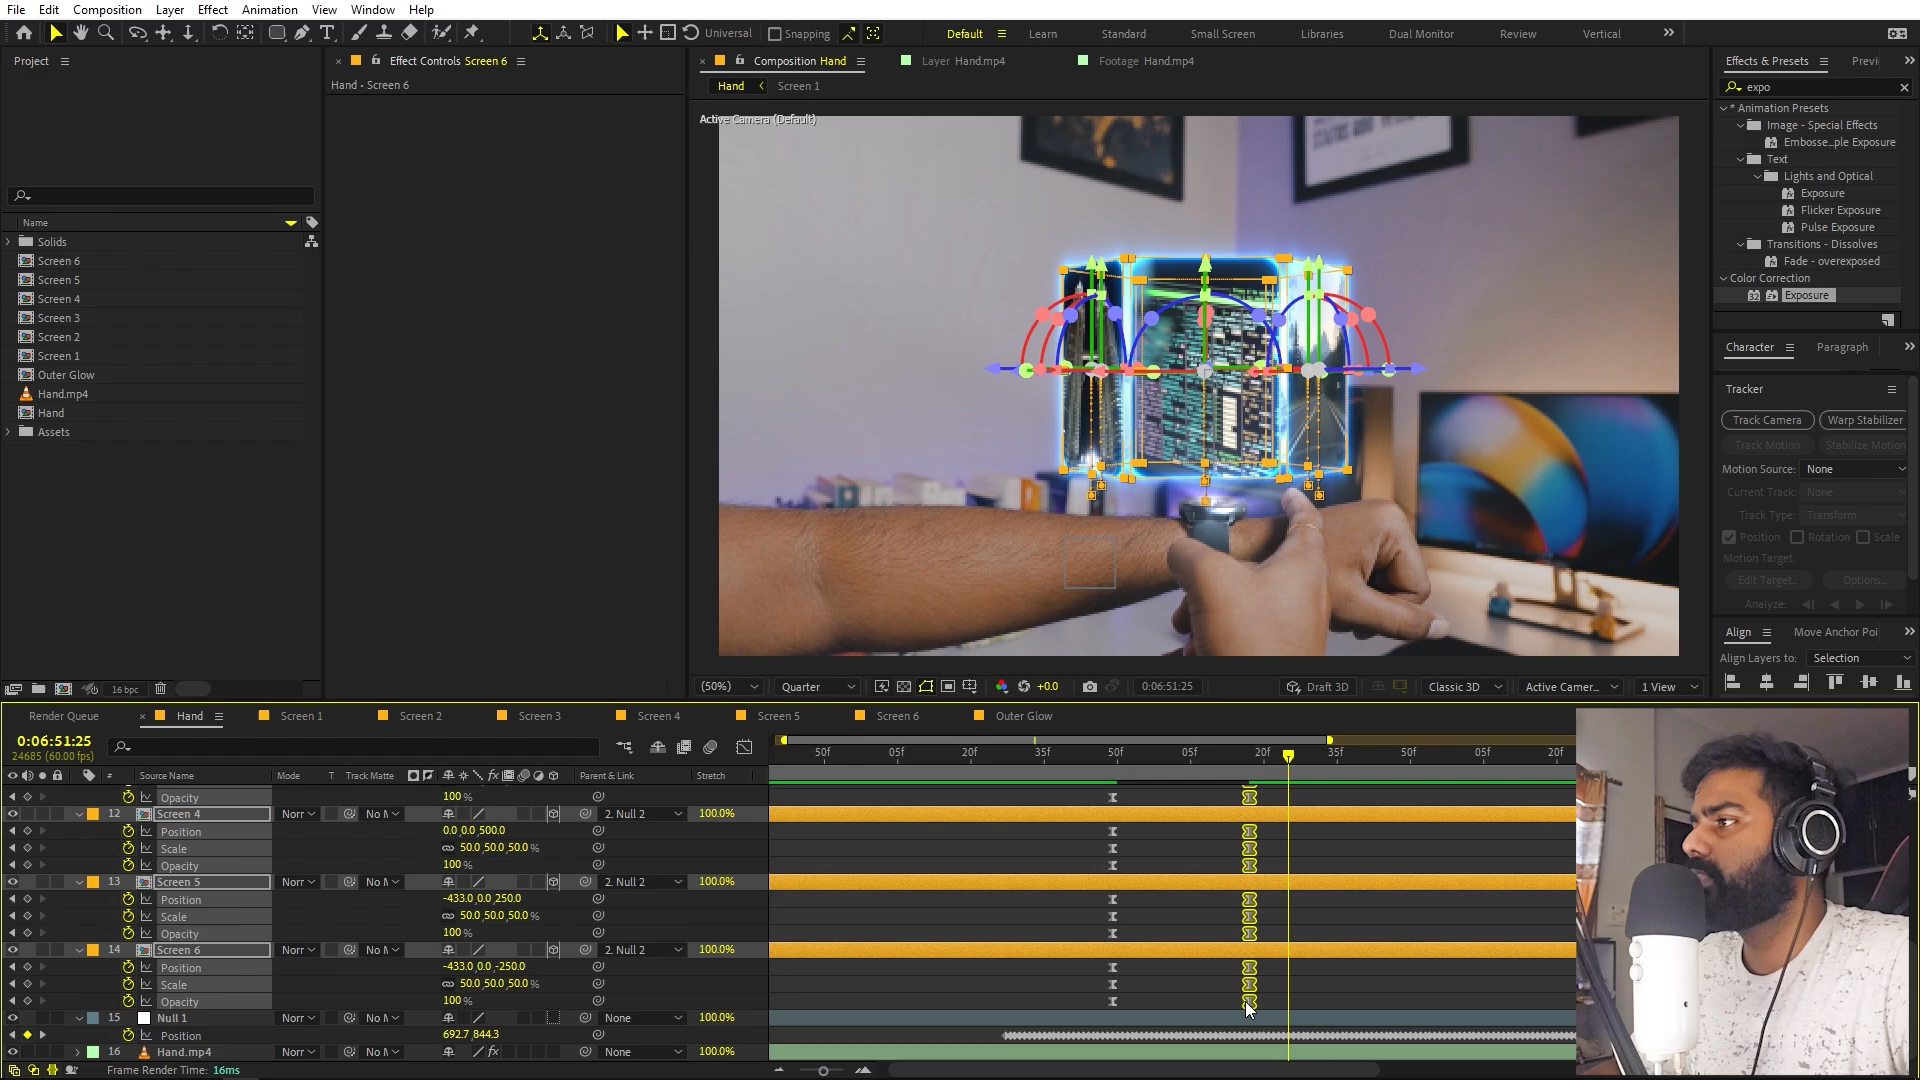 File Edit Composition Layer Effect Animation View Window Help
Universal Snapping Default Learn Standard Small Screen Libraries Dual Monitor Review Vertical
Project
Effect Controls Screen 6
Hand • Screen 6
Composition Hand
Layer Hand.mp4
Footage Hand.mp4
Hand Screen 1
Active Camera (Default)
Effects & Presets
expo
* Animation Presets
Image - Special Effects
Embosse...ple Exposure
Text
Lights and Optical
Exposure
Flicker Exposure
Pulse Exposure
Transitions - Dissolves
Fade - overexposed
Color Correction
Exposure
Character Paragraph
Tracker
Track Camera Warp Stabilizer
Track Motion Stabilize Motion
Motion Source: None
Current Track: None
Track Type: Transform
Position Rotation Scale
Motion Target:
Edit Target... Options...
Analyze:
Align Move Anchor Poi
Align Layers to: Selection
Name
Solids
Screen 6
Screen 5
Screen 4
Screen 3
Screen 2
Screen 1
Outer Glow
Hand.mp4
Hand
Assets
16 bpc
(50%) Quarter +0.0 0:06:51:25 Draft 3D Classic 3D Active Camer... 1 View
Render Queue Hand Screen 1 Screen 2 Screen 3 Screen 4 Screen 5 Screen 6 Outer Glow
0:06:51:25
24685 (60.00 fps)
50f 05f 20f 35f 50f 05f 20f 35f 50f 05f 20f
# Source Name Mode T Track Matte Parent & Link Stretch
Opacity 100 %
12 Screen 4 Norr No M 2. Null 2 100.0%
Position 0.0,0.0,500.0
Scale 50.0,50.0,50.0 %
Opacity 100 %
13 Screen 5 Norr No M 2. Null 2 100.0%
Position -433.0,0.0,250.0
Scale 50.0,50.0,50.0 %
Opacity 100 %
14 Screen 6 Norr No M 2. Null 2 100.0%
Position -433.0,0.0,-250.0
Scale 50.0,50.0,50.0 %
Opacity 100 %
15 Null 1 Norr No M None 100.0%
Position 692.7,844.3
16 Hand.mp4 Norr No M None 100.0%
Frame Render Time: 16ms